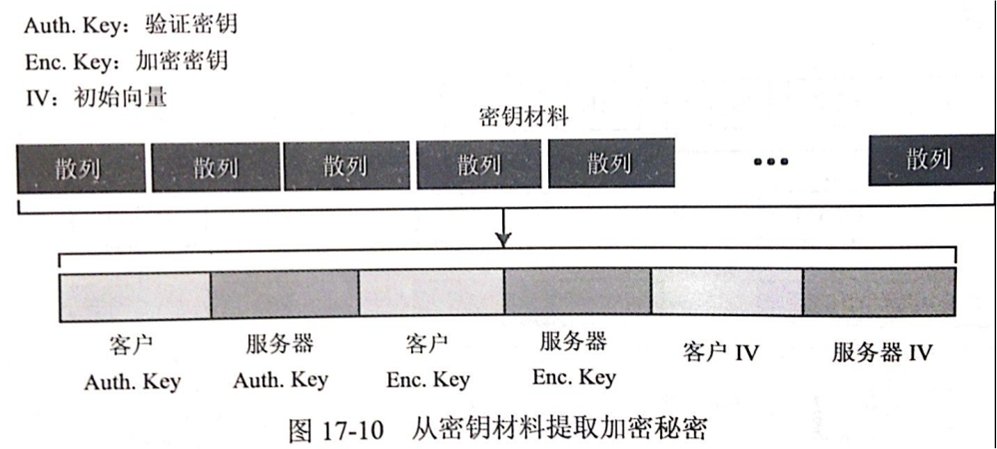 Auth. Key：验证密钥
Enc. Key：加密密钥
IV：初始向量
密钥材料
散列 散列 散列 散列 散列 ••• 散列
客户 服务器 客户 服务器 客户 IV 服务器 IV
Auth. Key Auth. Key Enc. Key Enc. Key
图 17-10 从密钥材料提取加密秘密